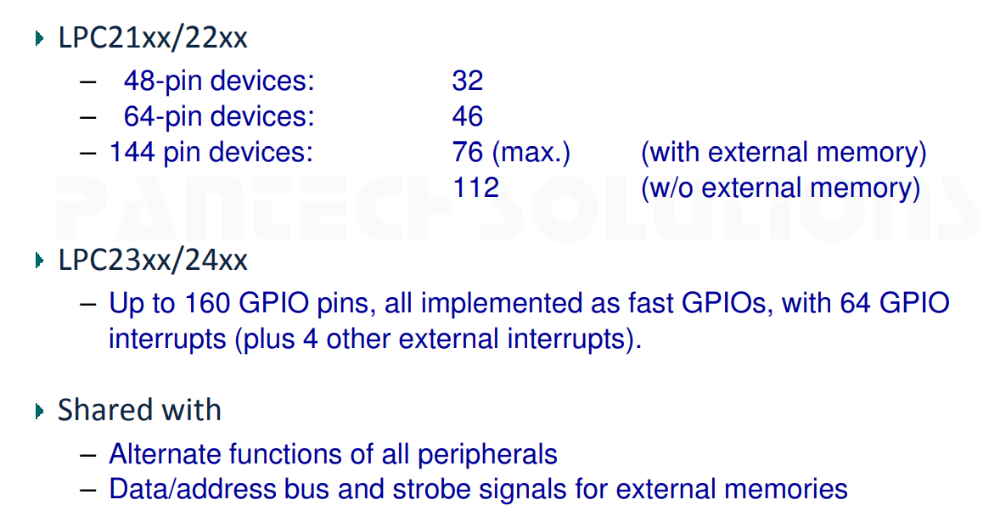 LPC21xx/22xx
– 48-pin devices: 32
– 64-pin devices: 46
– 144 pin devices: 76 (max.) (with external memory)
112 (w/o external memory)
PANTECH SOLUTIONS
LPC23xx/24xx
– Up to 160 GPIO pins, all implemented as fast GPIOs, with 64 GPIO
interrupts (plus 4 other external interrupts).
Shared with
– Alternate functions of all peripherals
– Data/address bus and strobe signals for external memories